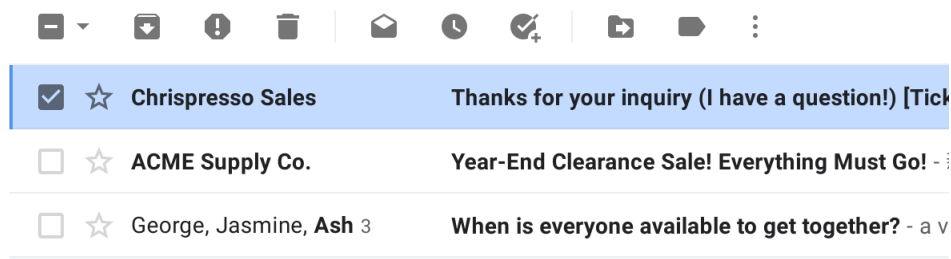 Chrispresso Sales Thanks for your inquiry (I have a question!) [Tick
ACME Supply Co. Year-End Clearance Sale! Everything Must Go! -
George, Jasmine, Ash 3 When is everyone available to get together? - a v